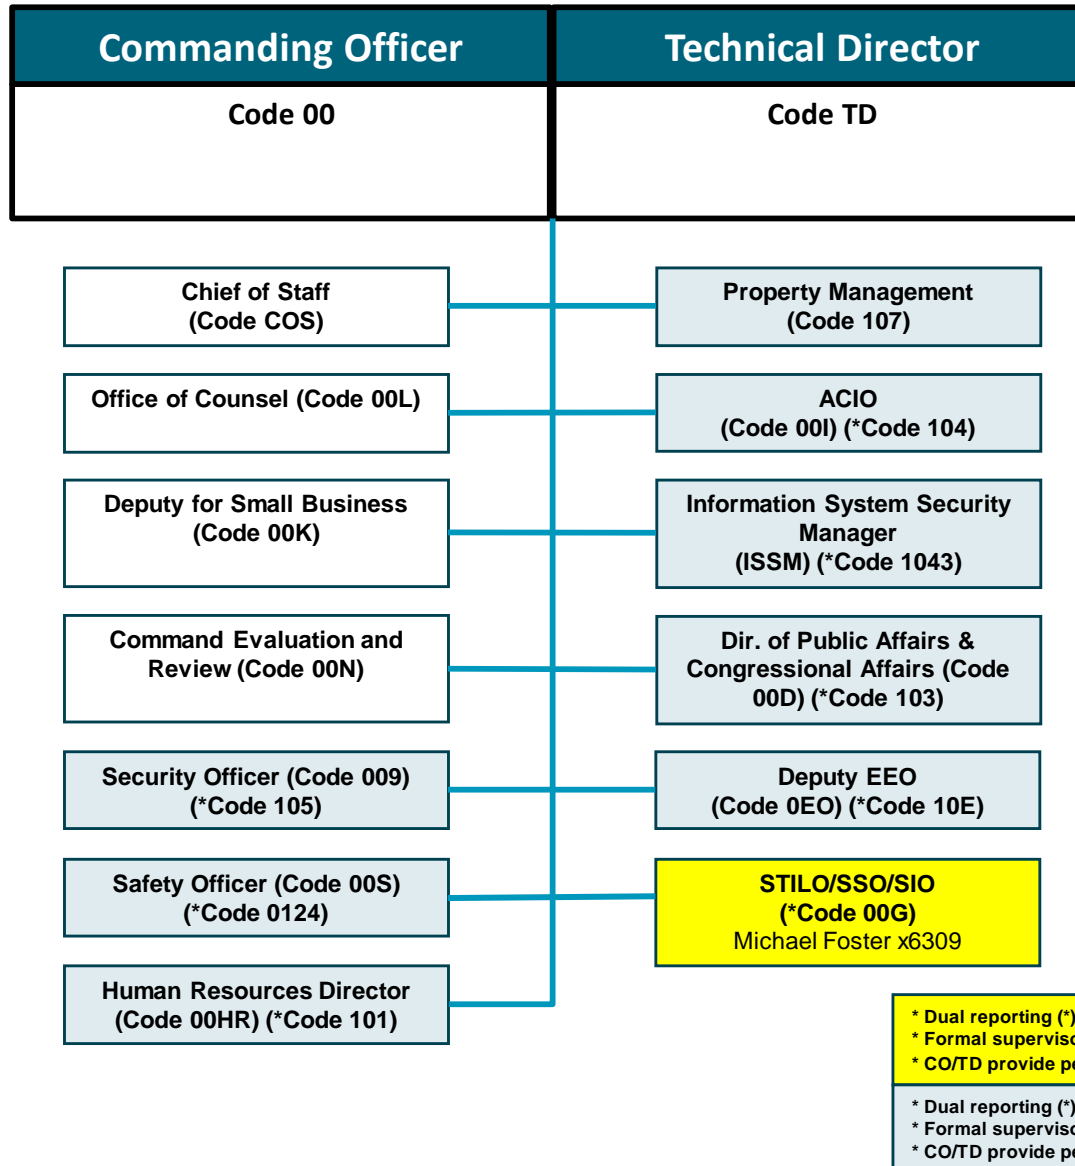 Commanding Officer
Technical Director
Code 00
Code TD
Chief of Staff
(Code COS)
Property Management
(Code 107)
Office of Counsel (Code 00L)
ACIO
(Code 00I) (*Code 104)
Deputy for Small Business
(Code 00K)
Information System Security
Manager
(ISSM) (*Code 1043)
Command Evaluation and
Review (Code 00N)
Dir. of Public Affairs &
Congressional Affairs (Code
00D) (*Code 103)
Security Officer (Code 009)
(*Code 105)
Deputy EEO
(Code 0EO) (*Code 10E)
Safety Officer (Code 00S)
(*Code 0124)
STILO/SSO/SIO
(*Code 00G)
Michael Foster x6309
Human Resources Director
(Code 00HR) (*Code 101)
* Dual reporting (*)
* Formal
* CO/TD provide
* Dual reporting (*)
* Formal
* CO/TD provide